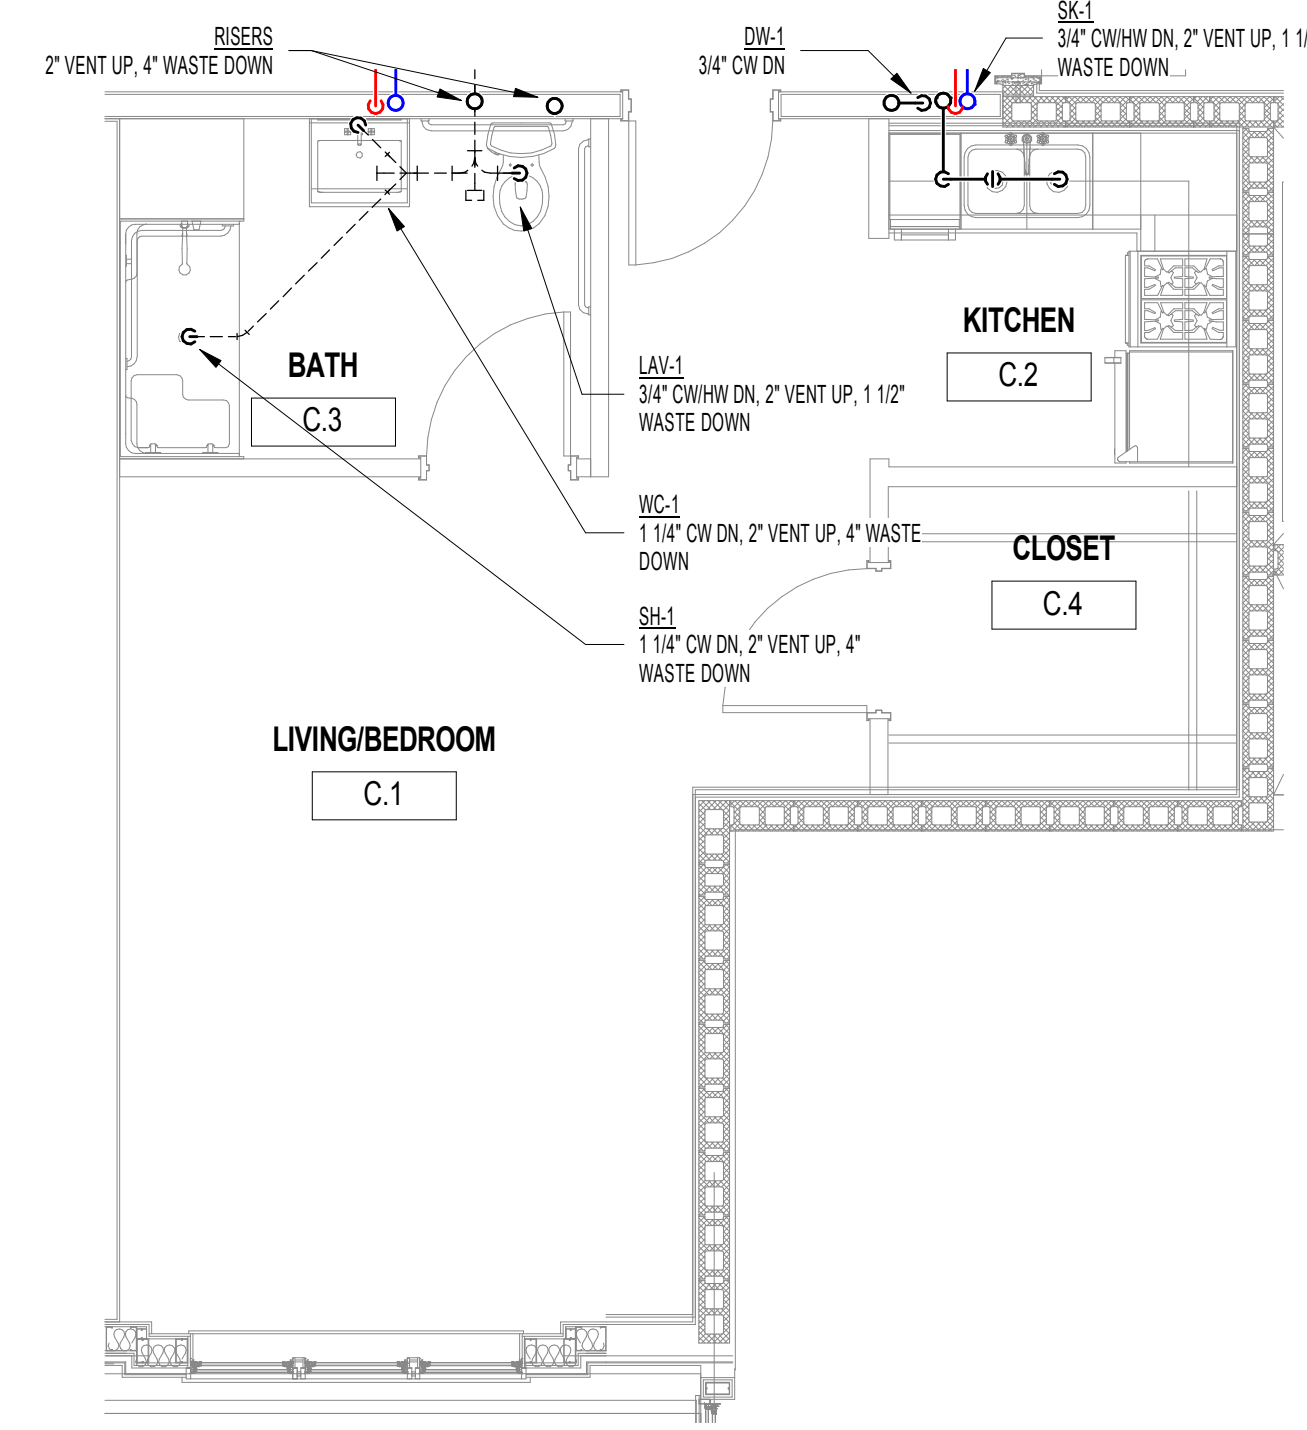 RISERS
2" VENT UP, 4" WASTE DOWN
DW-1
3/4" CW DN
SK-1
3/4" CW/HW DN, 2" VENT UP, 1 1/
WASTE DOWN
BATH
C.3
KITCHEN
C.2
LAV-1
3/4" CW/HW DN, 2" VENT UP, 1 1/2"
WASTE DOWN
WC-1
1 1/4" CW DN, 2" VENT UP, 4" WASTE
DOWN
CLOSET
C.4
SH-1
1 1/4" CW DN, 2" VENT UP, 4"
WASTE DOWN
LIVING/BEDROOM
C.1